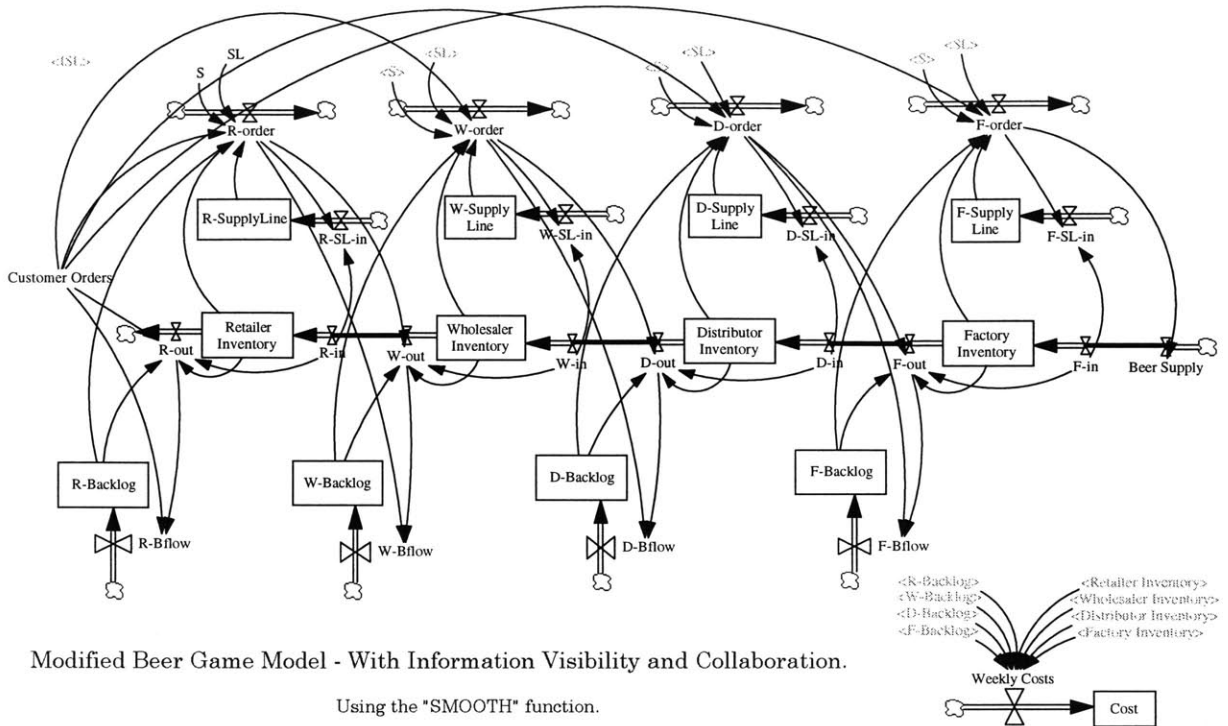 <ISL>
S
SL
<S>
<SL>
<S>
<SL>
<S>
<SL>
R-order
W-order
D-order
F-order
R-SupplyLine
R-SL-in
W-Supply
Line
W-SL-in
D-Supply
Line
D-SL-in
F-Supply
Line
F-SL-in
Customer Orders
Retailer
Inventory
Wholesaler
Inventory
Distributor
Inventory
Factory
Inventory
R-out
R-in
W-out
W-in
D-out
D-in
F-out
F-in
Beer Supply
R-Backlog
W-Backlog
D-Backlog
F-Backlog
R-Bflow
W-Bflow
D-Bflow
F-Bflow
<R-Backlog>
<W-Backlog>
<D-Backlog>
<F-Backlog>
<Retailer Inventory>
<Wholesaler Inventory>
<Distributor Inventory>
<Factory Inventory>
Weekly Costs
Cost
Modified Beer Game Model - With Information Visibility and Collaboration.
Using the "SMOOTH" function.